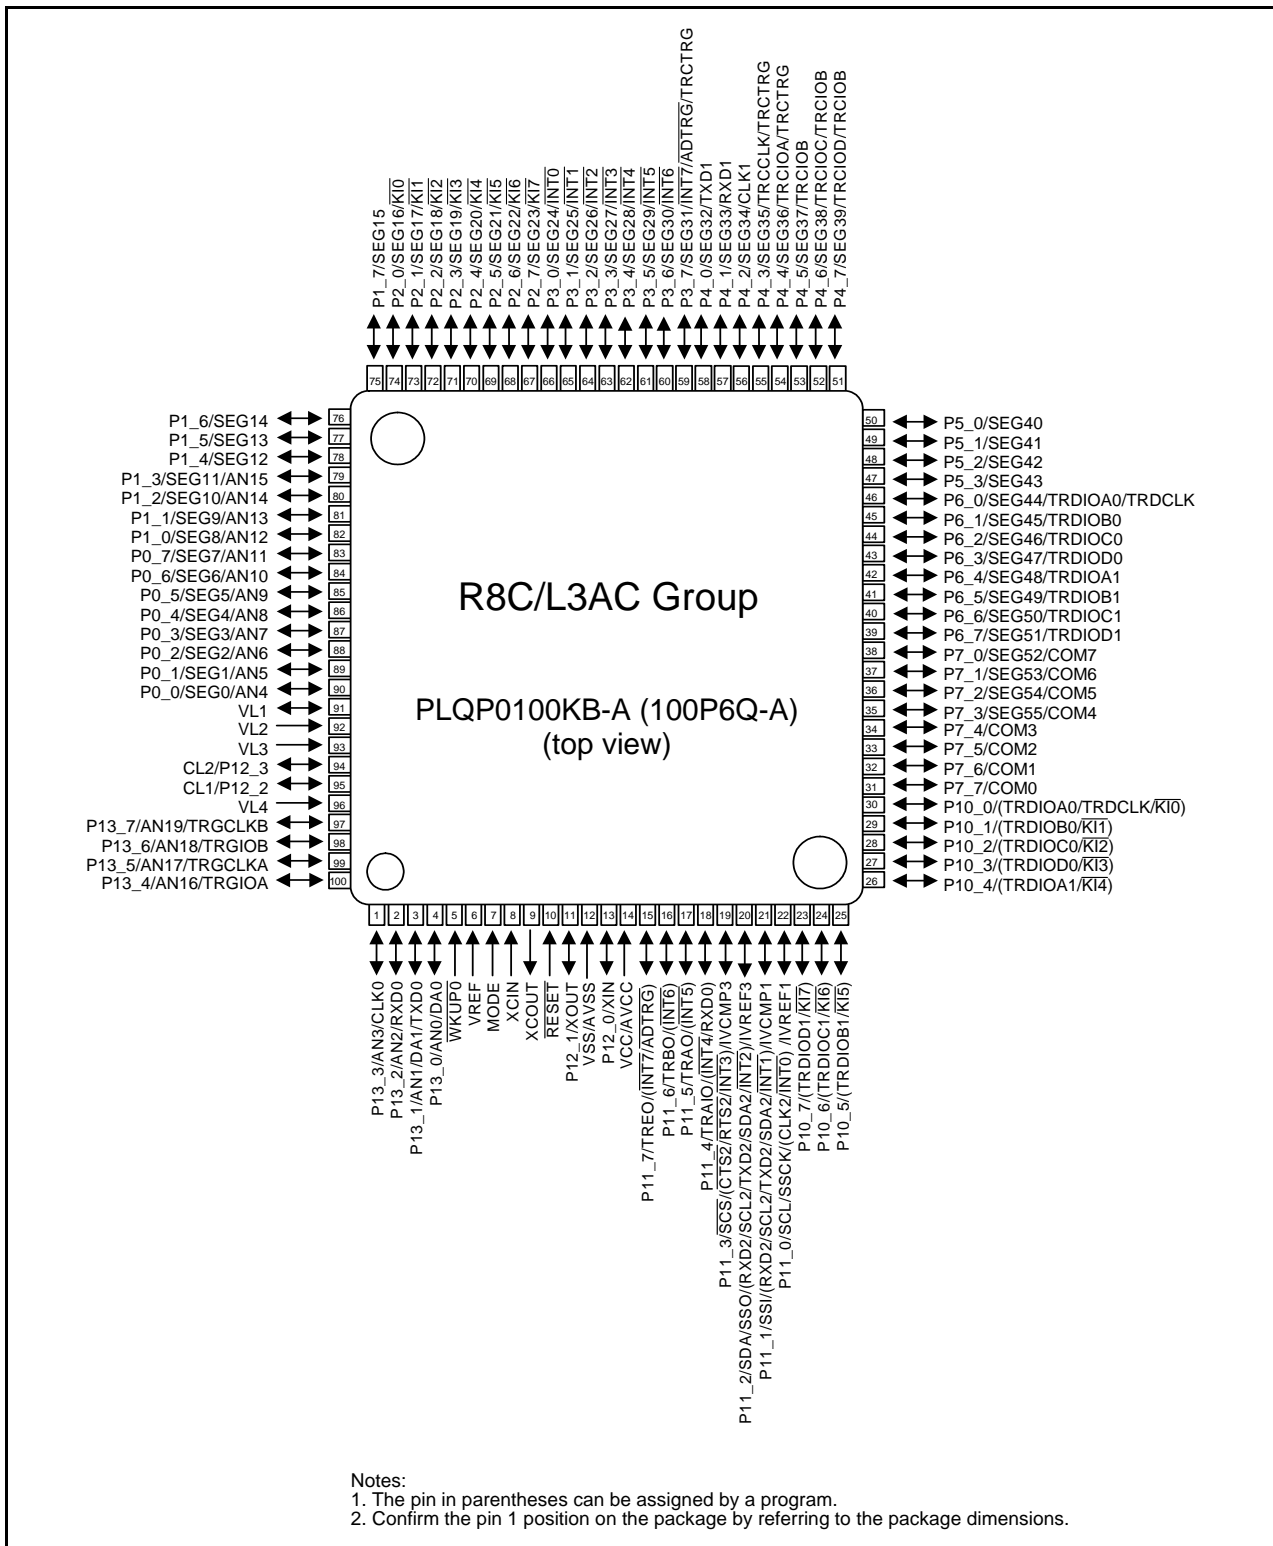 P1_7/SEG15
P2_0/SEG16/KI0
P2_1/SEG17/KI1
P2_2/SEG18/KI2
P2_3/SEG19/KI3
P2_4/SEG20/KI4
P2_5/SEG21/KI5
P2_6/SEG22/KI6
P2_7/SEG23/KI7
P3_0/SEG24/INT0
P3_1/SEG25/INT1
P3_2/SEG26/INT2
P3_3/SEG27/INT3
P3_4/SEG28/INT4
P3_5/SEG29/INT5
P3_6/SEG30/INT6
P3_7/SEG31/INT7/ADTRG/TRCTRG
P4_0/SEG32/TXD1
P4_1/SEG33/RXD1
P4_2/SEG34/CLK1
P4_3/SEG35/TRCCLK/TRCTRG
P4_4/SEG36/TRCIOA/TRCTRG
P4_5/SEG37/TRCIOB
P4_6/SEG38/TRCIOC/TRCIOB
P4_7/SEG39/TRCIOD/TRCIOB
75 74 73 72 71 70 69 68 67 66 65 64 63 62 61 60 59 58 57 56 55 54 53 52 51
P1_6/SEG14 76
P1_5/SEG13 77
P1_4/SEG12 78
P1_3/SEG11/AN15 79
P1_2/SEG10/AN14 80
P1_1/SEG9/AN13 81
P1_0/SEG8/AN12 82
P0_7/SEG7/AN11 83
P0_6/SEG6/AN10 84
P0_5/SEG5/AN9 85
P0_4/SEG4/AN8 86
P0_3/SEG3/AN7 87
P0_2/SEG2/AN6 88
P0_1/SEG1/AN5 89
P0_0/SEG0/AN4 90
VL1 91
VL2 92
VL3 93
CL2/P12_3 94
CL1/P12_2 95
VL4 96
P13_7/AN19/TRGCLKB 97
P13_6/AN18/TRGIOB 98
P13_5/AN17/TRGCLKA 99
P13_4/AN16/TRGIOA 100
R8C/L3AC Group
PLQP0100KB-A (100P6Q-A)
(top view)
50 P5_0/SEG40
49 P5_1/SEG41
48 P5_2/SEG42
47 P5_3/SEG43
46 P6_0/SEG44/TRDIOA0/TRDCLK
45 P6_1/SEG45/TRDIOB0
44 P6_2/SEG46/TRDIOC0
43 P6_3/SEG47/TRDIOD0
42 P6_4/SEG48/TRDIOA1
41 P6_5/SEG49/TRDIOB1
40 P6_6/SEG50/TRDIOC1
39 P6_7/SEG51/TRDIOD1
38 P7_0/SEG52/COM7
37 P7_1/SEG53/COM6
36 P7_2/SEG54/COM5
35 P7_3/SEG55/COM4
34 P7_4/COM3
33 P7_5/COM2
32 P7_6/COM1
31 P7_7/COM0
30 P10_0/(TRDIOA0/TRDCLK/KI0)
29 P10_1/(TRDIOB0/KI1)
28 P10_2/(TRDIOC0/KI2)
27 P10_3/(TRDIOD0/KI3)
26 P10_4/(TRDIOA1/KI4)
1 2 3 4 5 6 7 8 9 10 11 12 13 14 15 16 17 18 19 20 21 22 23 24 25
P13_3/AN3/CLK0
P13_2/AN2/RXD0
P13_1/AN1/DA1/TXD0
P13_0/AN0/DA0
WKUP0
VREF
MODE
XCIN
XCOUT
RESET
P12_1/XOUT
VSS/AVSS
P12_0/XIN
VCC/AVCC
P11_7/TREO/(INT7/ADTRG)
P11_6/TRBO/(INT6)
P11_5/TRAO/(INT5)
P11_4/TRAIO/(INT4/RXD0)
P11_3/SCS/(CTS2/RTS2/INT3)/IVCMP3
P11_2/SDA/SSO/(RXD2/SCL2/TXD2/SDA2/INT2)/IVREF3
P11_1/SSI/(RXD2/SCL2/TXD2/SDA2/INT1)/IVCMP1
P11_0/SCL/SSCK/(CLK2/INT0) /IVREF1
P10_7/(TRDIOD1/KI7)
P10_6/(TRDIOC1/KI6)
P10_5/(TRDIOB1/KI5)
Notes:
1. The pin in parentheses can be assigned by a program.
2. Confirm the pin 1 position on the package by referring to the package dimensions.